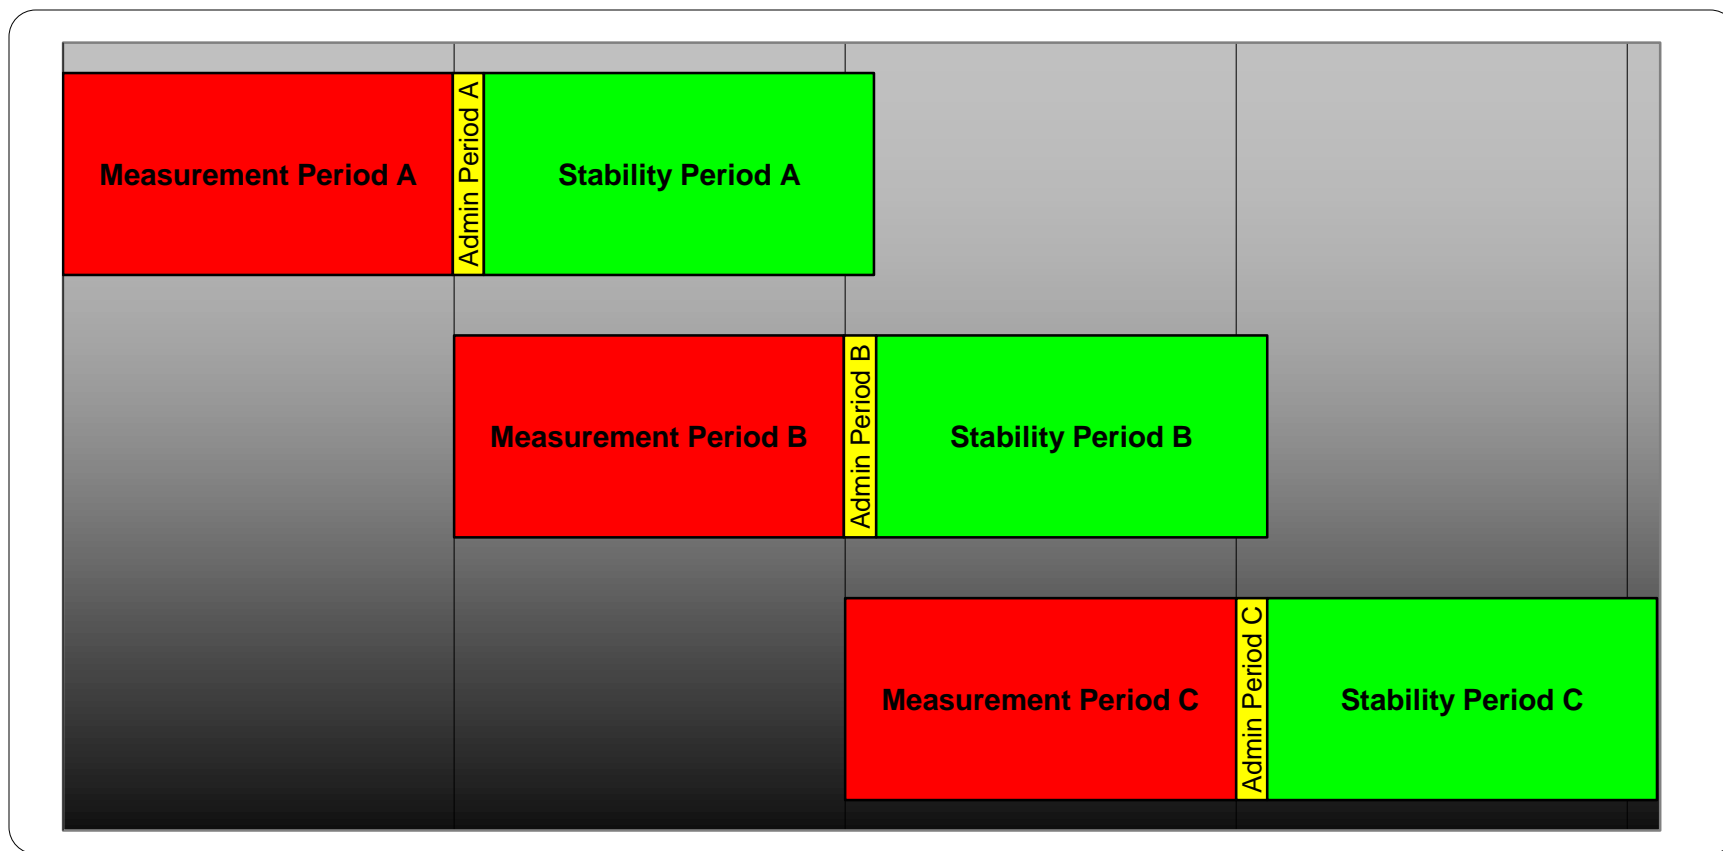 Measurement Period A
Admin Period A
Stability Period A
Measurement Period B
Admin Period B
Stability Period B
Measurement Period C
Admin Period C
Stability Period C